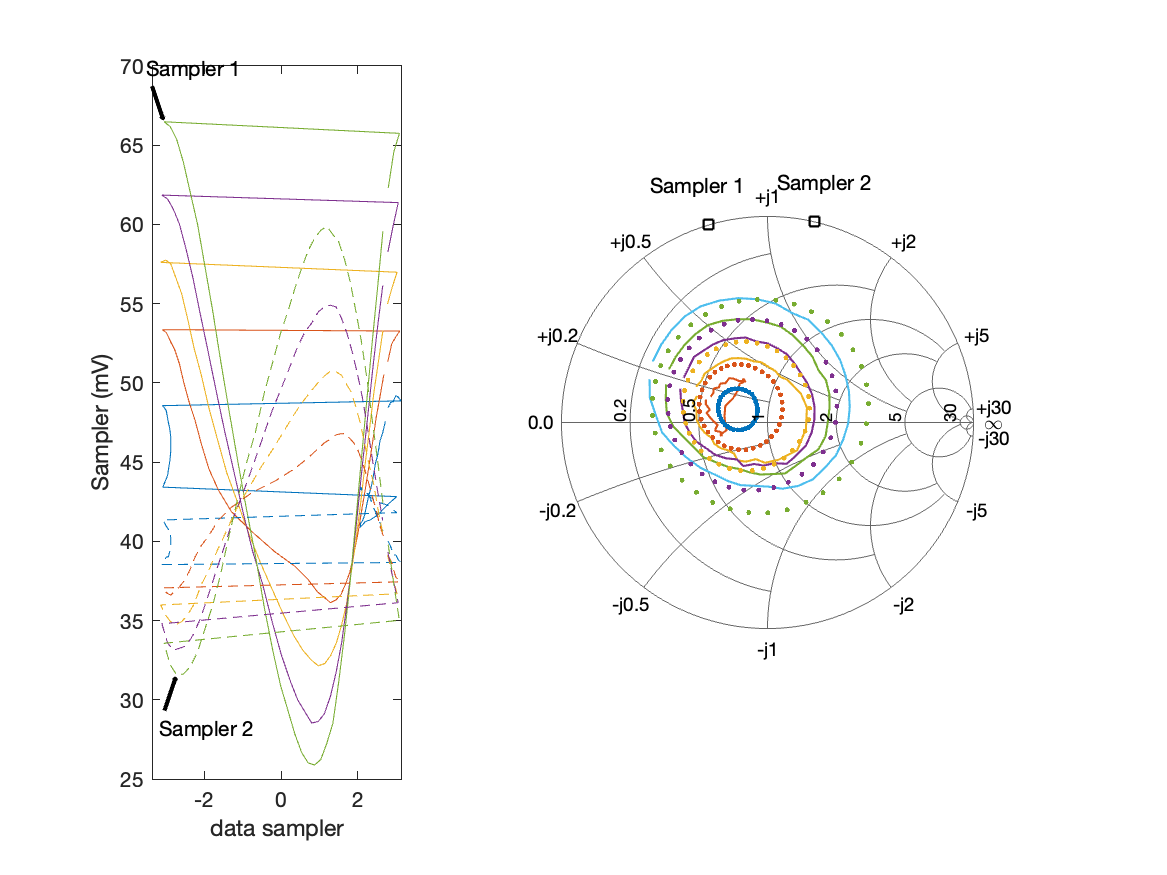 70
Sampler 1
65
60
55
50
45
40
35
30
25
Sampler (mV)
Sampler 2
-2
0
2
data sampler
Sampler 1
Sampler 2
+j1
+j0.5
+j2
+j0.2
+j5
0.0
0.2
0.5
1
2
5
30
+j30
∞
-j30
-j0.2
-j5
-j0.5
-j2
-j1